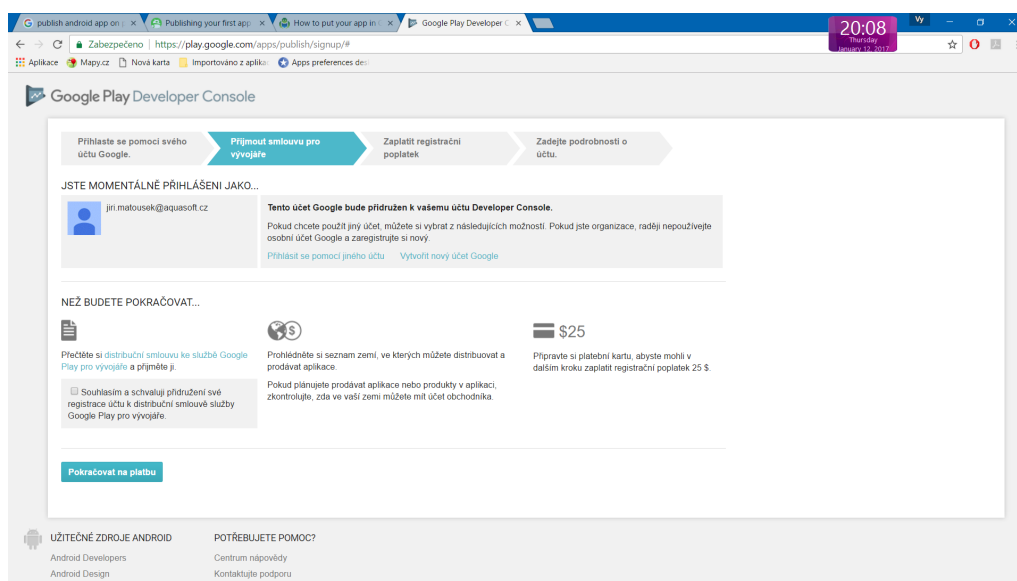 publish android app on
Publishing your first app
How to put your app in
Google Play Developer C
Vy
20:08
Thursday
January 12, 2017
Zabezpečeno | https://play.google.com/apps/publish/signup/#
Aplikace Mapy.cz Nová karta Importováno z aplikac Apps preferences des
Google Play Developer Console
Přihlaste se pomocí svého
účtu Google.
Přijmout smlouvu pro
vývojáře
Zaplatit registrační
poplatek
Zadejte podrobnosti o
účtu.
JSTE MOMENTÁLNĚ PŘIHLÁŠENI JAKO...
jiri.matousek@aquasoft.cz
Tento účet Google bude přidružen k vašemu účtu Developer Console.
Pokud chcete použít jiný účet, můžete si vybrat z následujících možností. Pokud jste organizace, raději nepoužívejte
osobní účet Google a zaregistrujte si nový.
Přihlásit se pomocí jiného účtu Vytvořit nový účet Google
NEŽ BUDETE POKRAČOVAT...
Přečtěte si distribuční smlouvu ke službě Google
Play pro vývojáře a přijměte ji.
Souhlasím a schvaluji přidružení své
registrace účtu k distribuční smlouvě služby
Google Play pro vývojáře.
Prohlédněte si seznam zemí, ve kterých můžete distribuovat a
prodávat aplikace.
Pokud plánujete prodávat aplikace nebo produkty v aplikaci,
zkontrolujte, zda ve vaší zemi můžete mít účet obchodníka.
$25
Připravte si platební kartu, abyste mohli v
dalším kroku zaplatit registrační poplatek 25 $.
Pokračovat na platbu
UŽITEČNÉ ZDROJE ANDROID
Android Developers
Android Design
POTŘEBUJETE POMOC?
Centrum nápovědy
Kontaktujte podporu